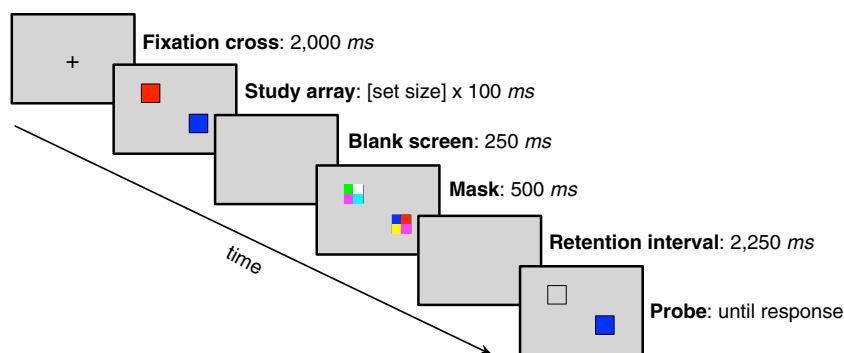 Fixation cross: 2,000 ms
Study array: [set size] x 100 ms
Blank screen: 250 ms
Mask: 500 ms
Retention interval: 2,250 ms
time
Probe: until response